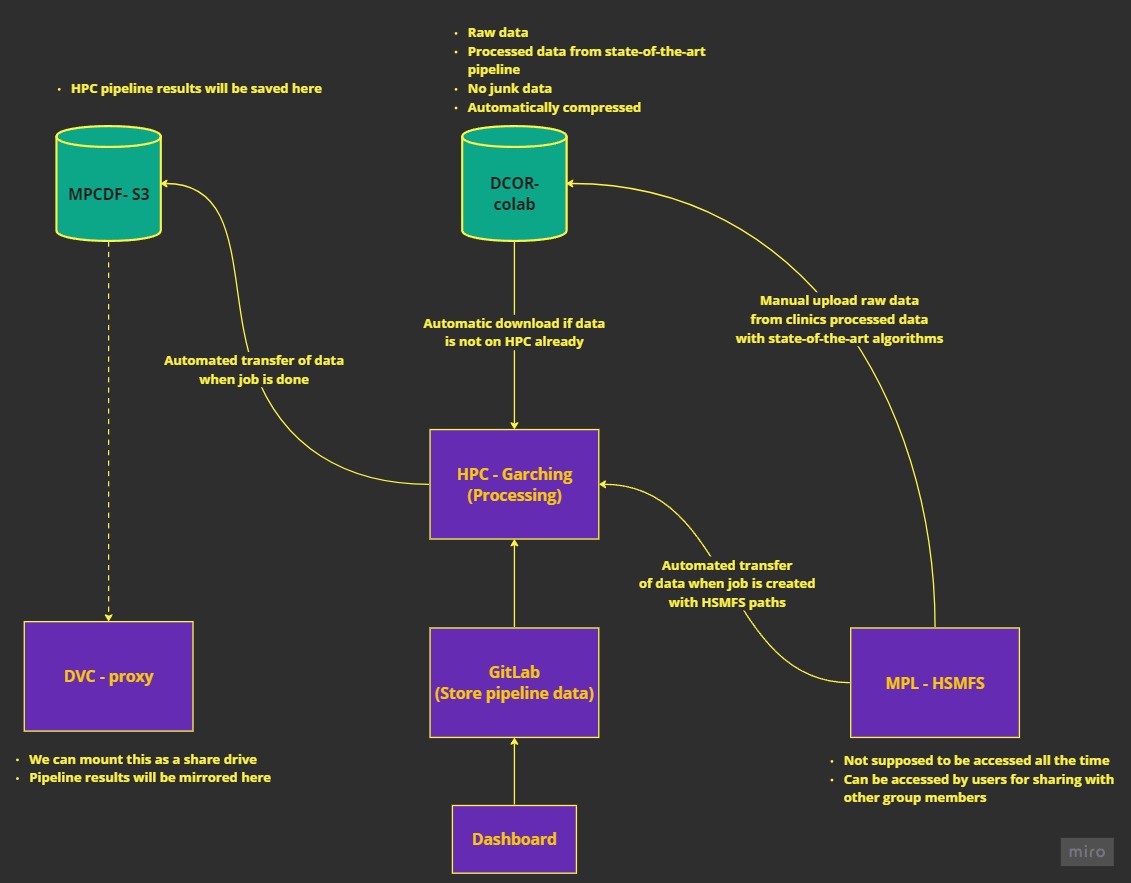 • Raw data
• Processed data from state-of-the-art
pipeline
• No junk data
• Automatically compressed
• HPC pipeline results will be saved here
MPCDF- S3
DCOR-
colab
Manual upload raw data
from clinics processed data
with state-of-the-art algorithms
Automatic download if data
is not on HPC already
Automated transfer of data
when job is done
HPC - Garching
(Processing)
Automated transfer
of data when job is created
with HSMFS paths
DVC - proxy
GitLab
(Store pipeline data)
MPL - HSMFS
• We can mount this as a share drive
• Pipeline results will be mirrored here
• Not supposed to be accessed all the time
• Can be accessed by users for sharing with
other group members
Dashboard
miro